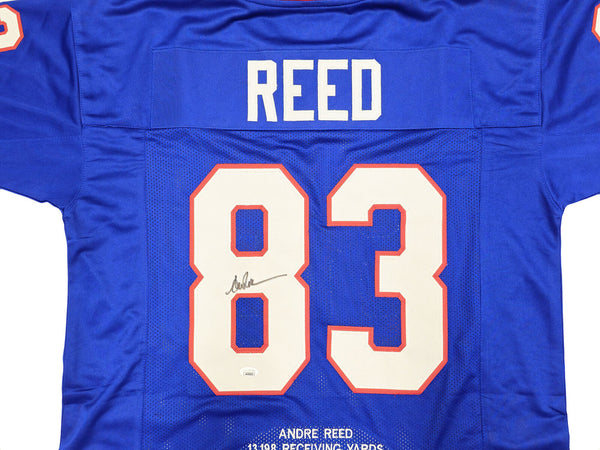 REED
83
ANDRE REED
13,198 RECEIVING YARDS